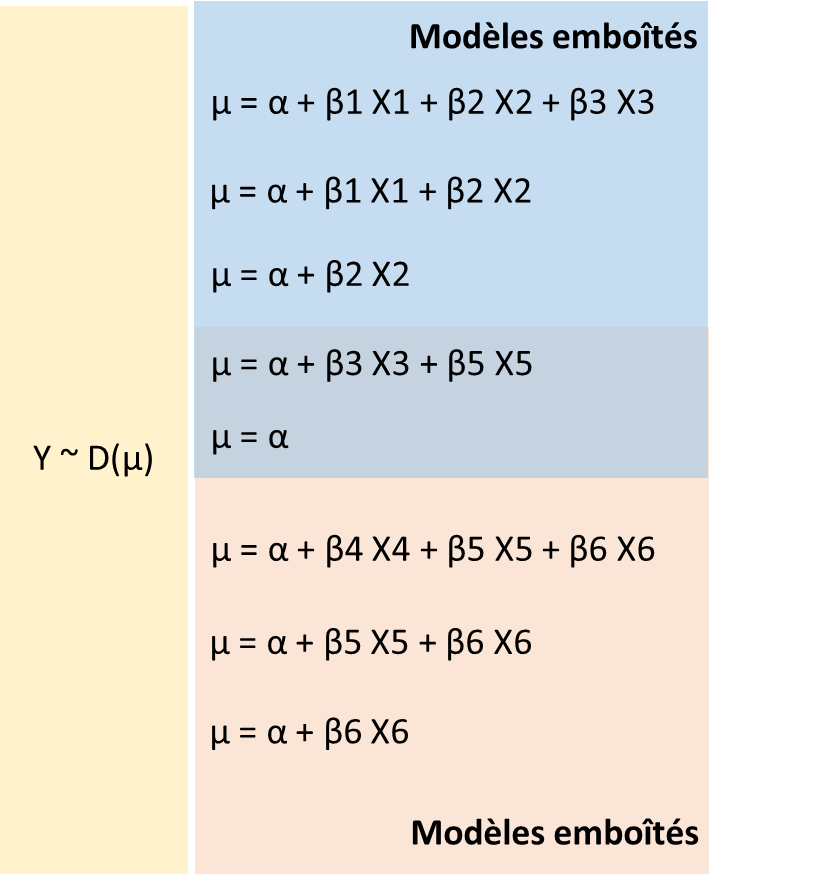 Modèles emboîtés
μ = α + β1 X1 + β2 X2 + β3 X3
μ = α + β1 X1 + β2 X2
μ = α + β2 X2
μ = α + β3 X3 + β5 X5
μ = α
Y ~ D(μ)
μ = α + β4 X4 + β5 X5 + β6 X6
μ = α + β5 X5 + β6 X6
μ = α + β6 X6
Modèles emboîtés